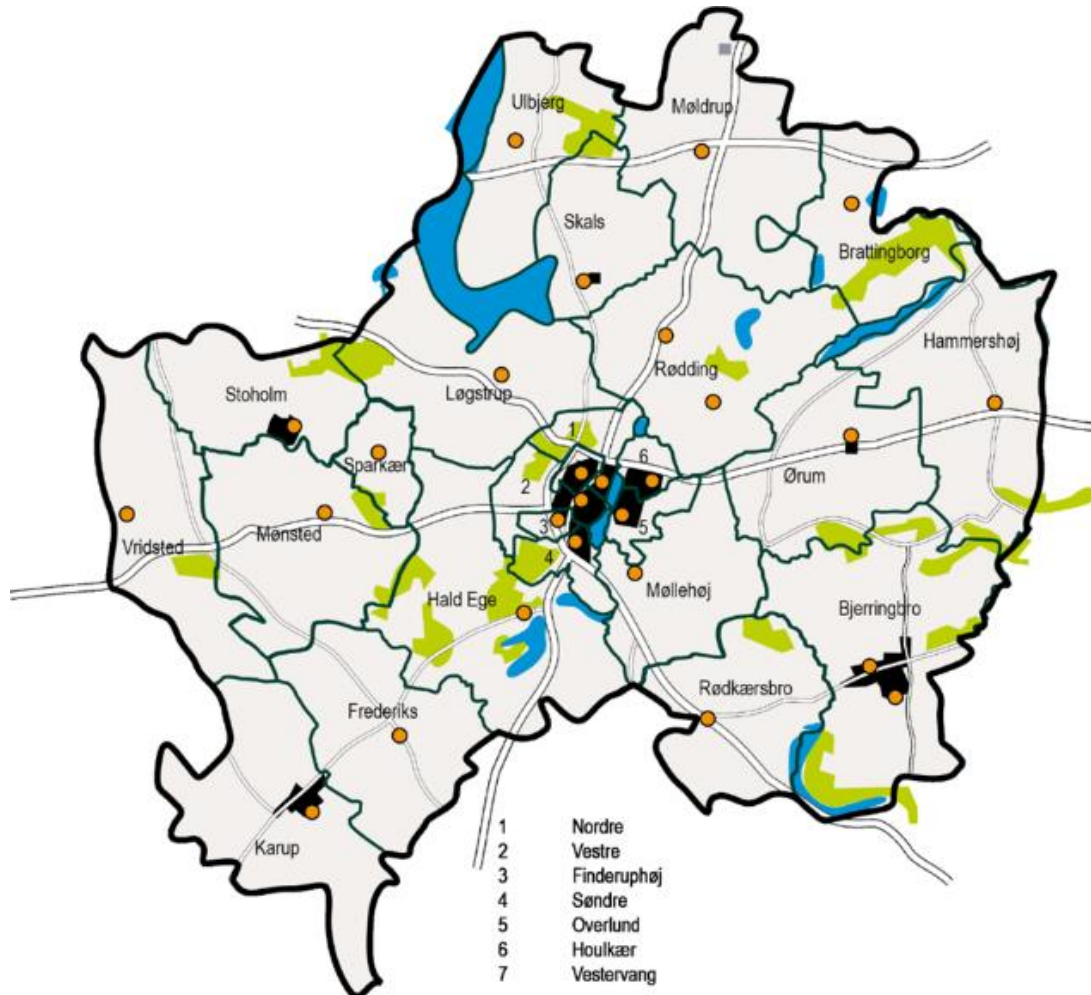 Ulbjerg
Møldrup
Skals
Brattingborg
Hammershøj
Rødding
Stoholm
Løgstrup
1
Sparkær
6
2
Ørum
3
5
Vridsted
Mønsted
4
Møllehøj
Hald Ege
Bjerringbro
Rødkærsbro
Frederiks
Karup
1 Nordre
2 Vestre
3 Finderuphøj
4 Søndre
5 Overlund
6 Houlkær
7 Vestervang